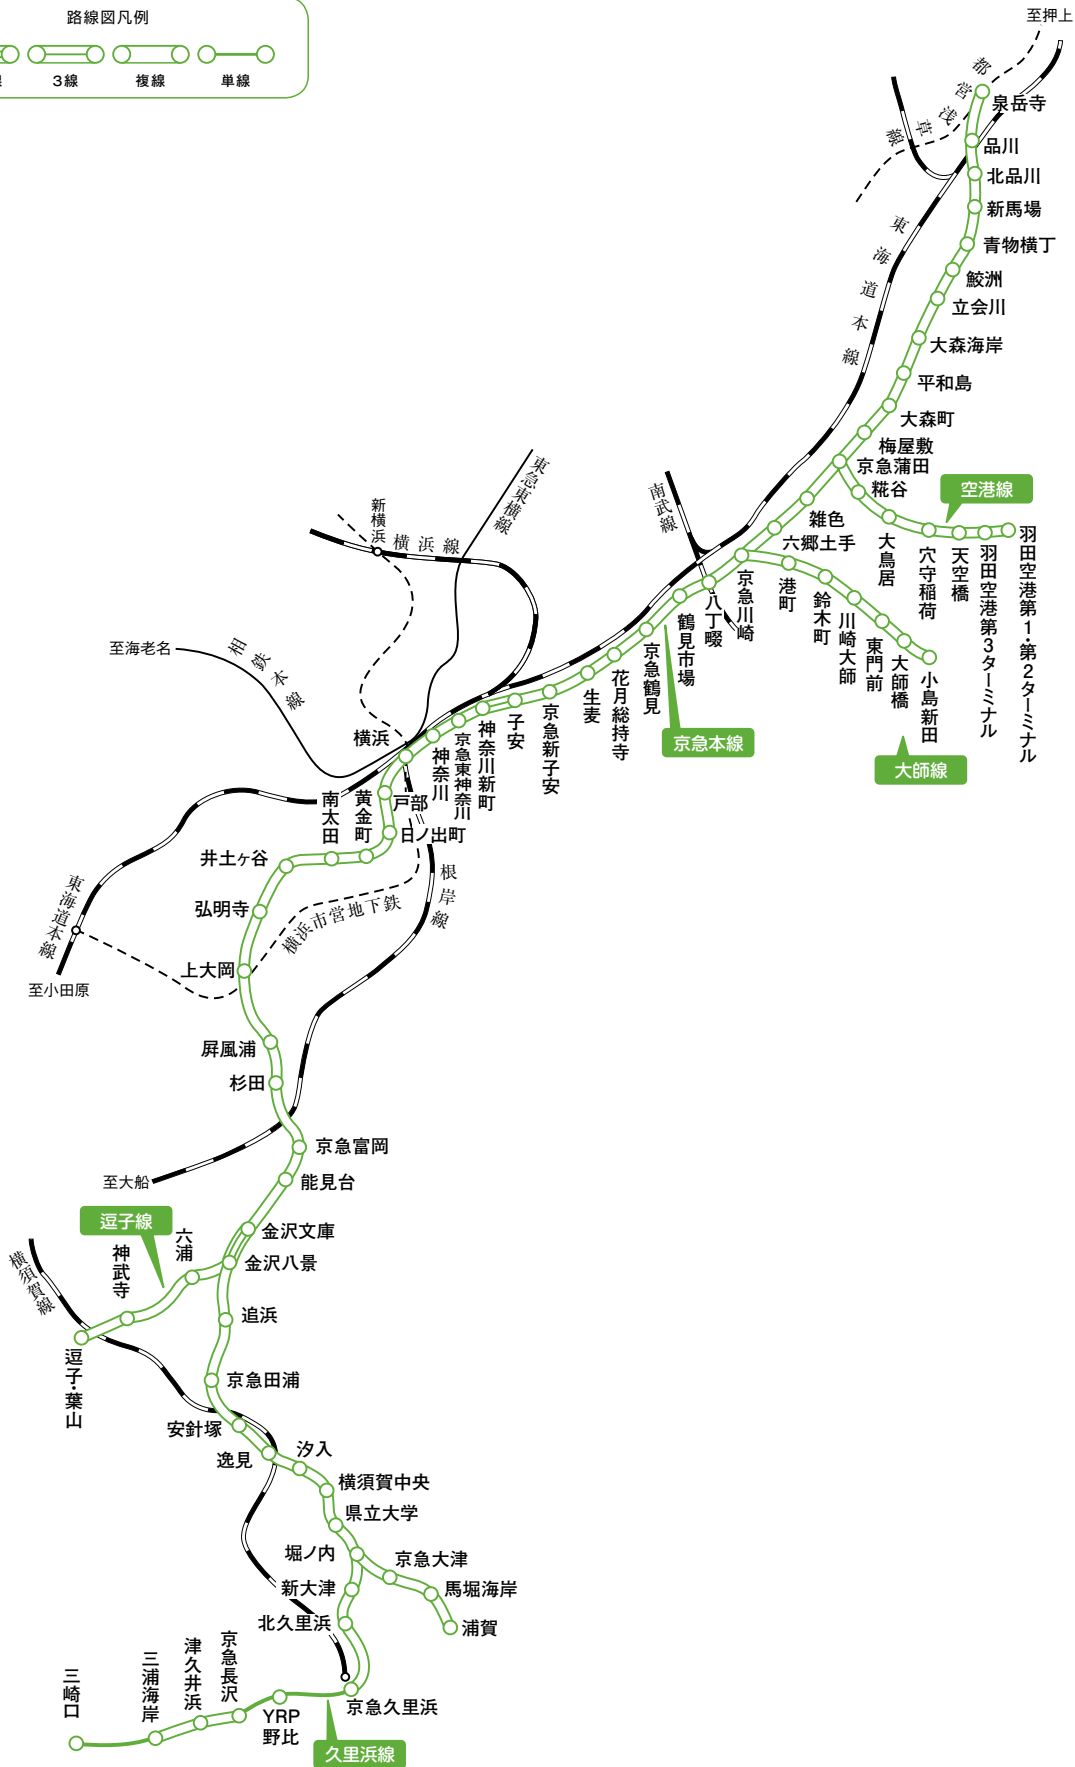 路線図凡例
3線
複線
単線
至押上
都営浅草線
泉岳寺
品川
北品川
新馬場
青物横丁
鮫洲
立会川
大森海岸
平和島
大森町
梅屋敷
京急蒲田
東海道本線
空港線
糀谷
大鳥居
穴守稲荷
天空橋
羽田空港第3ターミナル
羽田空港第1・第2ターミナル
雑色
六郷土手
京急川崎
港町
鈴木町
川崎大師
東門前
大師橋
小島新田
大師線
南武線
八丁畷
鶴見市場
京急鶴見
花月総持寺
生麦
京急新子安
子安
神奈川新町
京急東神奈川
神奈川
京急本線
東急東横線
新横浜
横浜線
至海老名
相鉄本線
横浜
戸部
日ノ出町
黄金町
南太田
井土ヶ谷
弘明寺
上大岡
東海道本線
至小田原
横浜市営地下鉄
根岸線
屛風浦
杉田
京急富岡
能見台
至大船
金沢文庫
金沢八景
逗子線
六浦
神武寺
逗子・葉山
横須賀線
追浜
京急田浦
安針塚
逸見
汐入
横須賀中央
県立大学
堀ノ内
京急大津
馬堀海岸
浦賀
新大津
北久里浜
京急久里浜
久里浜線
YRP
野比
京急長沢
津久井浜
三浦海岸
三崎口